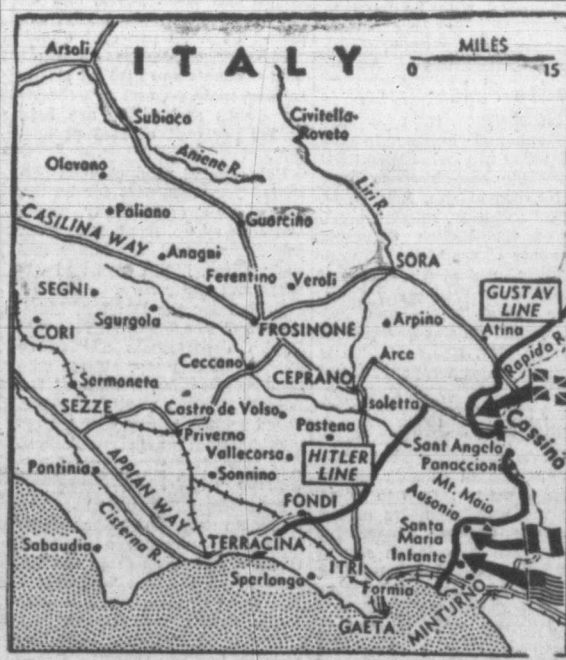 ITALY
MILES
0 15
Arsoli
Subiaco
Civitella-
Roveto
Aniene R.
Olavano
Liri R.
Paliano
Guarcino
CASILINA WAY
Anagni
SORA
Ferentino
Veroli
SEGNI
GUSTAV
LINE
Sgurgola
CORI
FROSINONE
Arpino
Atina
Rapido R.
Ceccano
Arce
CEPRANO
Sermoneta
SEZZE
Castro de Volso
Isoletta
Cassino
Priverno
Pastena
Sant Angelo
Vallecorsa
HITLER
LINE
Panaccion
Pontinia
APPIAN WAY
Sonnino
Mt. Maio
Ausonia
Cisterna R.
FONDI
Santa
Maria
Infante
Sabaudia
TERRACINA
ITRI
Sperlonga
Formia
MINTURNO
GAETA